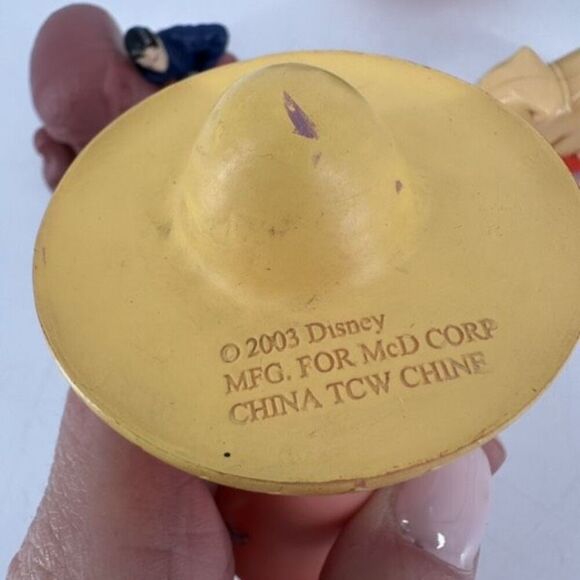 © 2003 Disney
MFG. FOR McD CORP
CHINA TCW CHINE